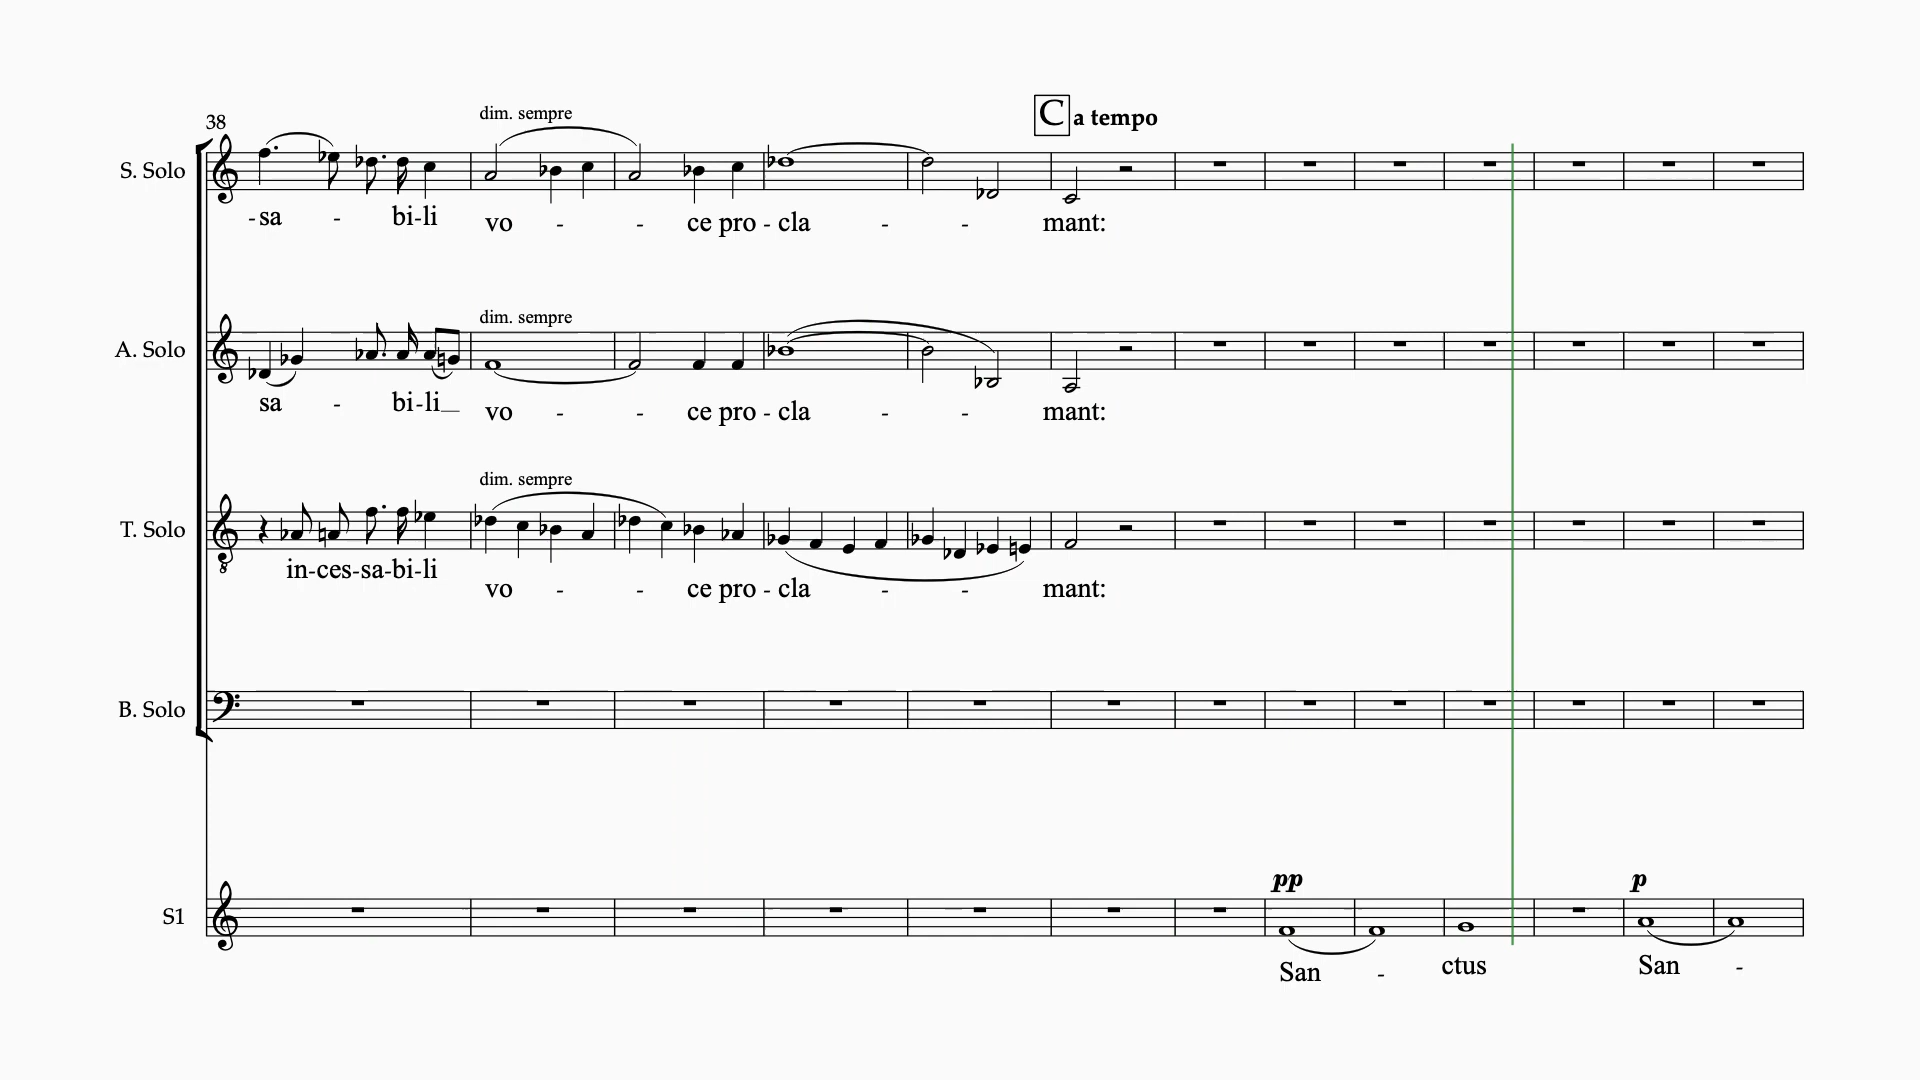 C a tempo
38
dim. sempre
S. Solo
-sa - bi-li vo - - ce pro - cla - - mant:
dim. sempre
A. Solo
sa - bi-li_ vo - - ce pro - cla - - mant:
dim. sempre
T. Solo
in-ces-sa-bi-li vo - - ce pro - cla - - mant:
B. Solo
pp p
S1
San - ctus San -